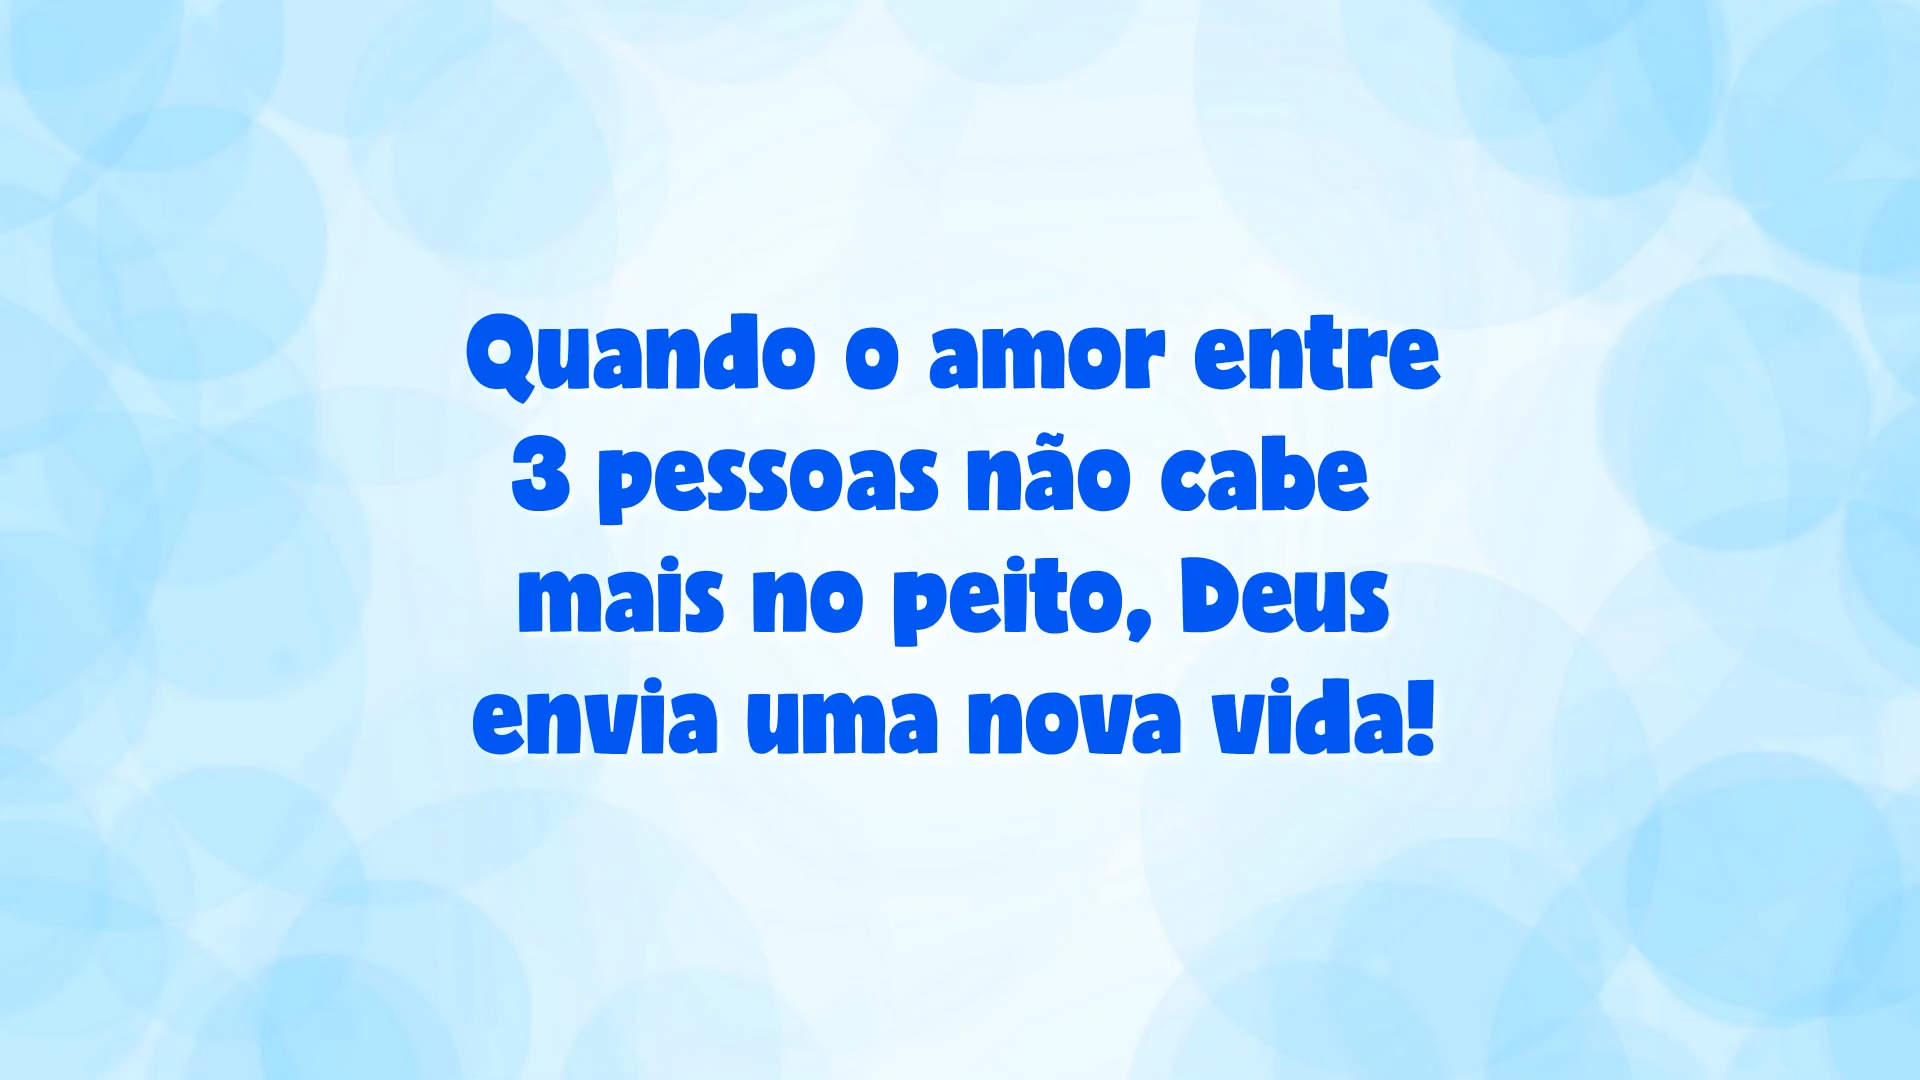 Quando o amor entre
3 pessoas não cabe
mais no peito, Deus
envia uma nova vida!